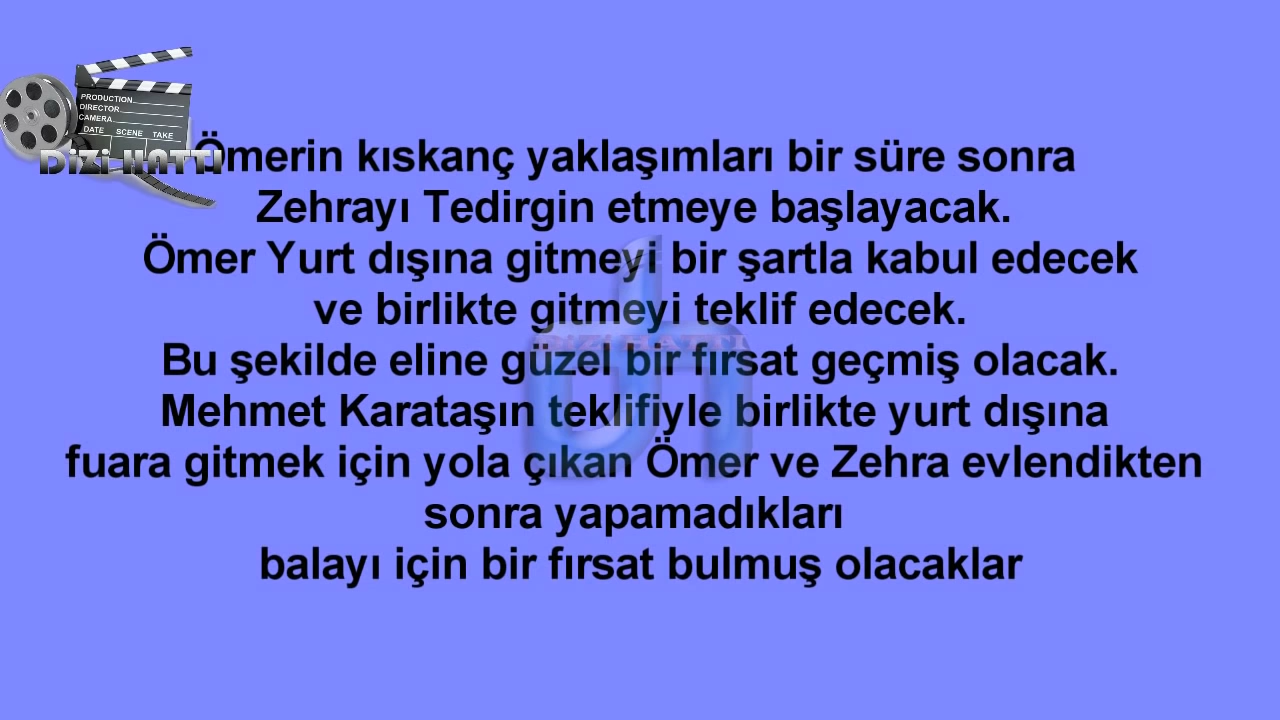 PRODUCTION
DIRECTOR
CAMERA
DATE SCENE TAKE
DİZİ HATTI
Ömerin kıskanç yaklaşımları bir süre sonra
Zehrayı Tedirgin etmeye başlayacak.
Ömer Yurt dışına gitmeyi bir şartla kabul edecek
ve birlikte gitmeyi teklif edecek.
DİZİ HATTI
Bu şekilde eline güzel bir fırsat geçmiş olacak.
Mehmet Karataşın teklifiyle birlikte yurt dışına
fuara gitmek için yola çıkan Ömer ve Zehra evlendikten
sonra yapamadıkları
balayı için bir fırsat bulmuş olacaklar